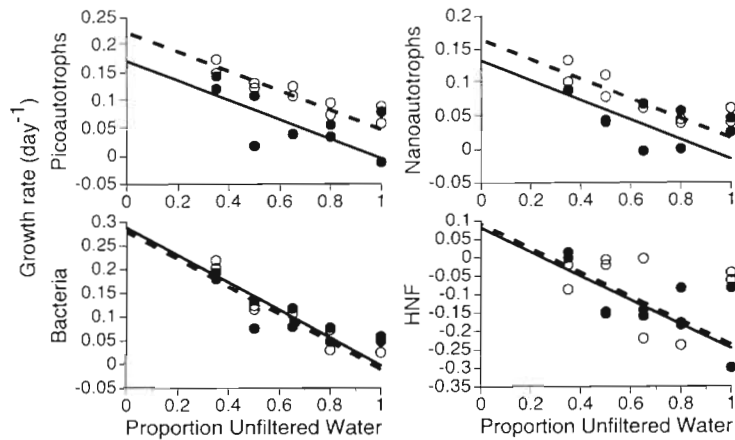 Growth rate (day-1)
Picoautotrophs
0.25
0.20
0.15
0.1
0.05
0
-0.05
0 0.2 0.4 0.6 0.8 1
Nanoautotrophs
0.2
0.15
0.1
0.05
0
-0.05
0 0.2 0.4 0.6 0.8 1
Bacteria
0.3
0.2
0.15
0.1
0.05
0
-0.05
0 0.2 0.4 0.6 0.8 1
Proportion Unfiltered Water
HNF
0.1
0.05
0
-0.05
-0.1
-0.15
-0.2
-0.25
-0.3
-0.35
0 0.2 0.4 0.6 0.8 1
Proportion Unfiltered Water